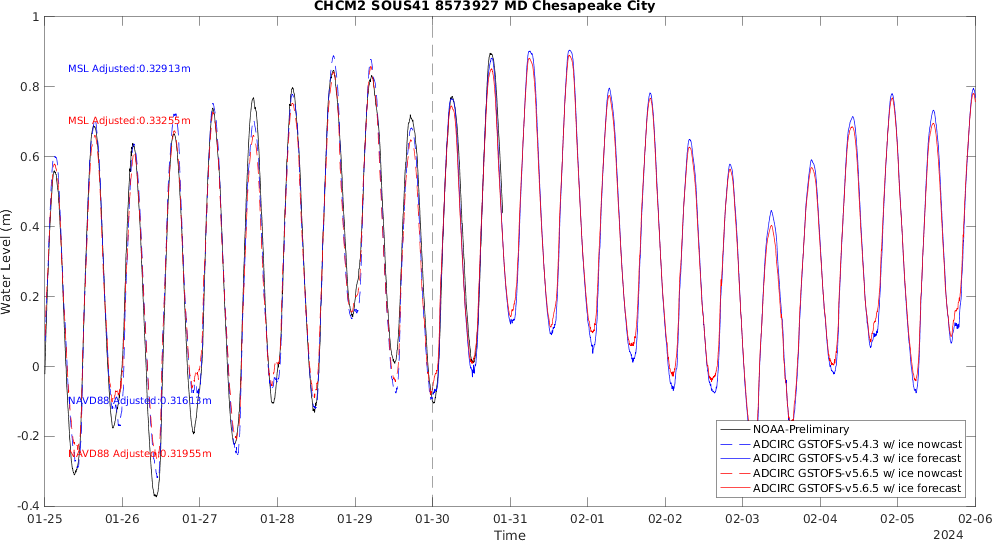 CHCM2 SOUS41 8573927 MD Chesapeake City
1
0.8
0.6
0.4
0.2
0
-0.2
-0.4
Water Level (m)
MSL Adjusted:0.32913m
MSL Adjusted:0.33255m
NAVD88 Adjusted:0.31613m
NAVD88 Adjusted:0.31955m
NOAA-Preliminary
ADCIRC GSTOFS-v5.4.3 w/ ice nowcast
ADCIRC GSTOFS-v5.4.3 w/ ice forecast
ADCIRC GSTOFS-v5.6.5 w/ ice nowcast
ADCIRC GSTOFS-v5.6.5 w/ ice forecast
01-25 01-26 01-27 01-28 01-29 01-30 01-31 02-01 02-02 02-03 02-04 02-05 02-06
Time
2024